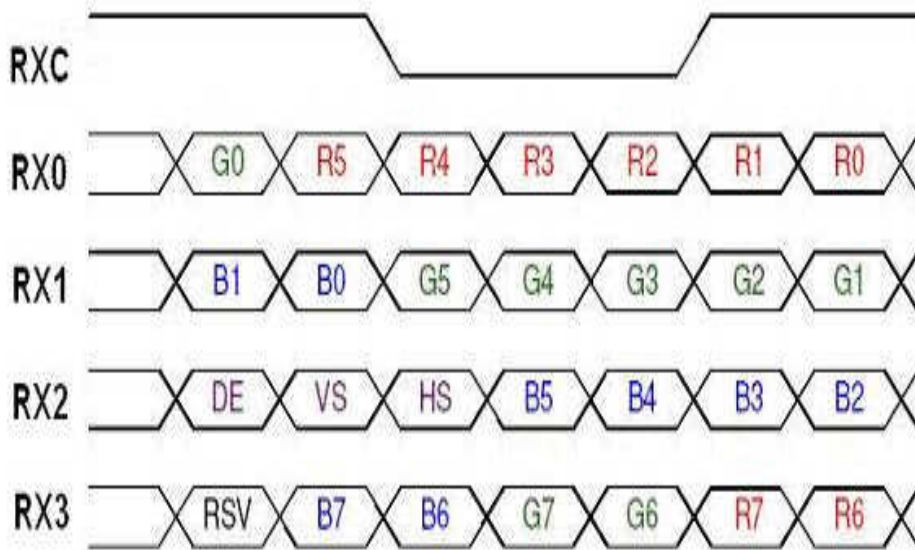 RXC
RX0 G0 R5 R4 R3 R2 R1 R0
RX1 B1 B0 G5 G4 G3 G2 G1
RX2 DE VS HS B5 B4 B3 B2
RX3 RSV B7 B6 G7 G6 R7 R6